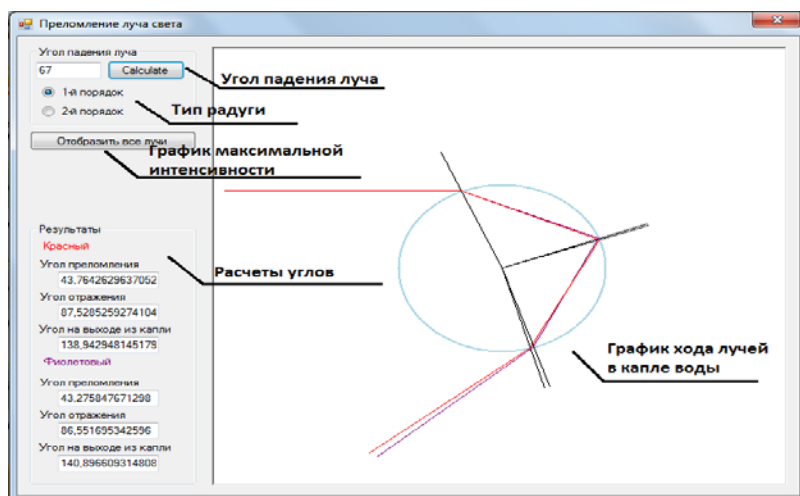 Преломление луча света
Угол падения луча
67
Calculate
1-й порядок
2-й порядок
Отобразить все лучи
Угол падения луча
Тип радуги
График максимальной
интенсивности
Результаты
Красный
Угол преломления
43.7642629637052
Угол отражения
87,5285259274104
Угол на выходе из капли
138,942948145179
Фиолетовый
Угол преломления
43.275847671298
Угол отражения
86,551695342596
Угол на выходе из капли
140,896609314808
Расчеты углов
График хода лучей
в капле воды